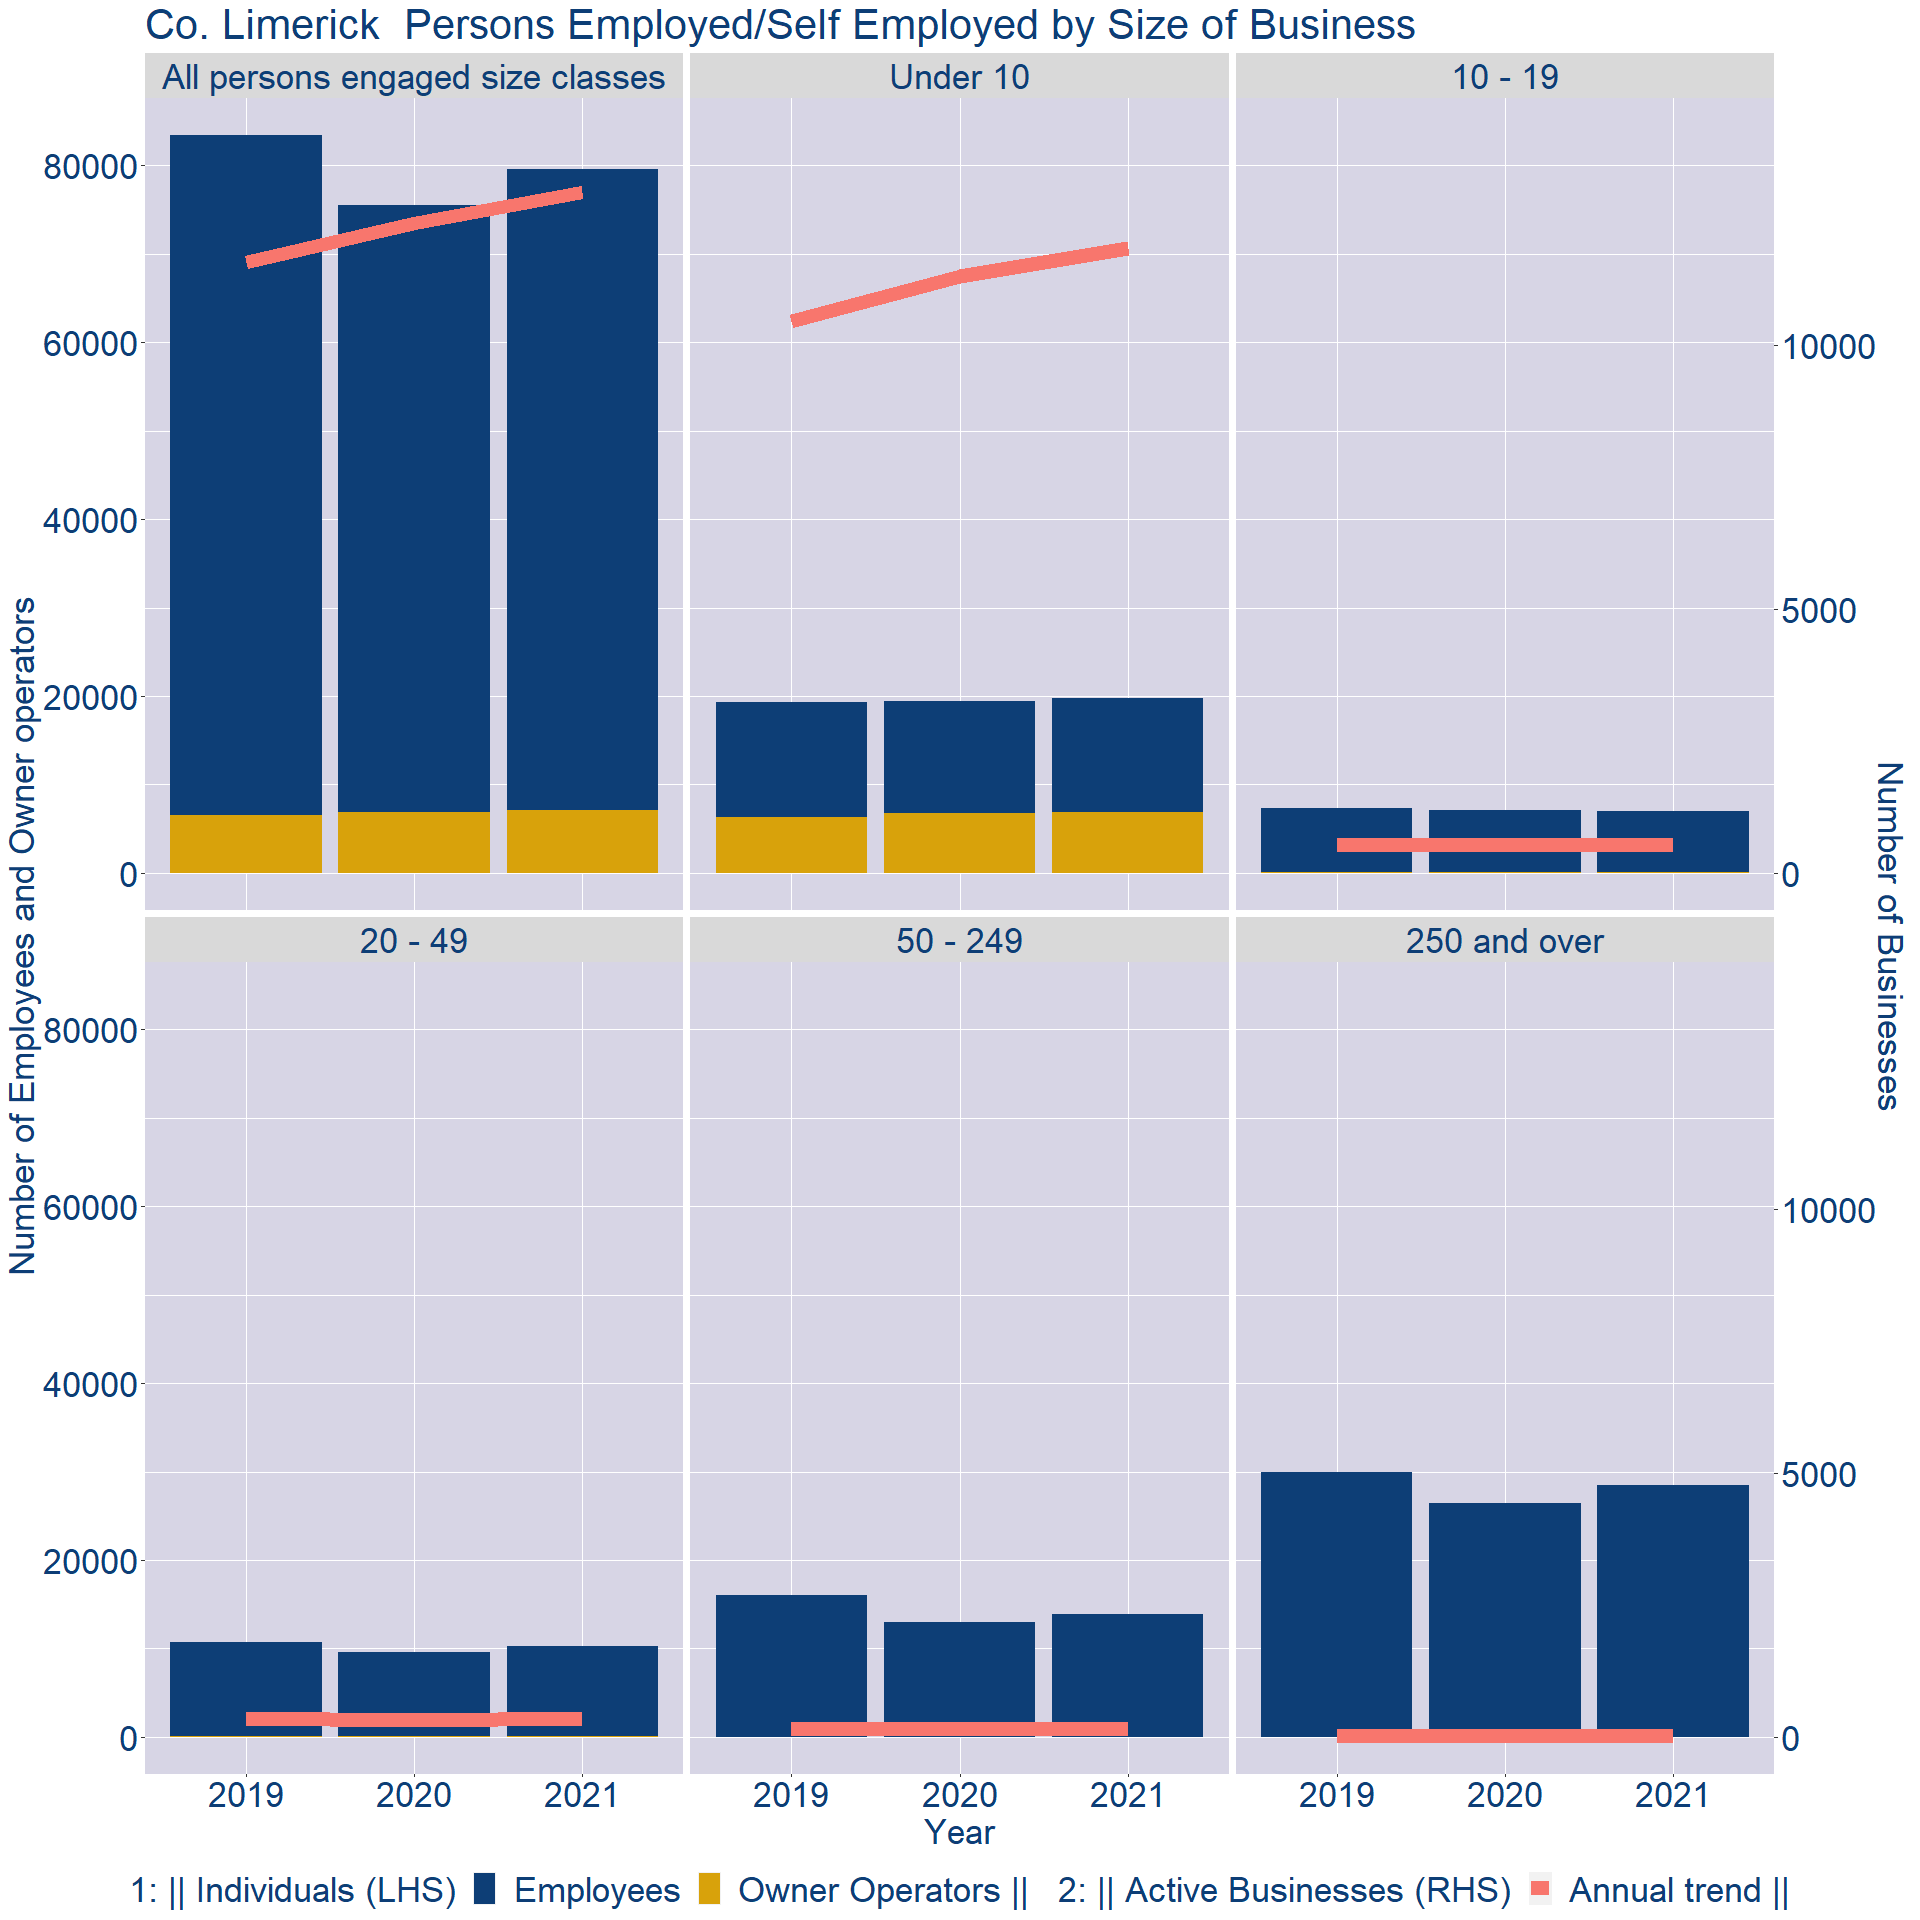 Co. Limerick  Persons Employed/Self Employed by Size of Business
All persons engaged size classes
Under 10
10 - 19
80000
60000
40000
20000
0
10000
5000
0
Number of Employees and Owner operators
Number of Businesses
20 - 49
50 - 249
250 and over
80000
60000
40000
20000
0
10000
5000
0
2019 2020 2021 2019 2020 2021 2019 2020 2021
Year
1: || Individuals (LHS) Employees Owner Operators || 2: || Active Businesses (RHS) Annual trend ||